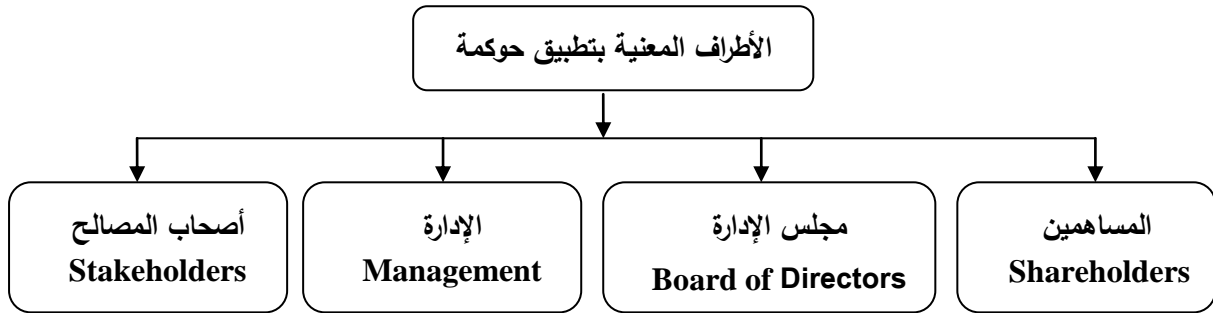 الأطراف المعنية بتطبيق حوكمة
المساهمين
Shareholders
مجلس الإدارة
Board of Directors
الإدارة
Management
أصحاب المصالح
Stakeholders